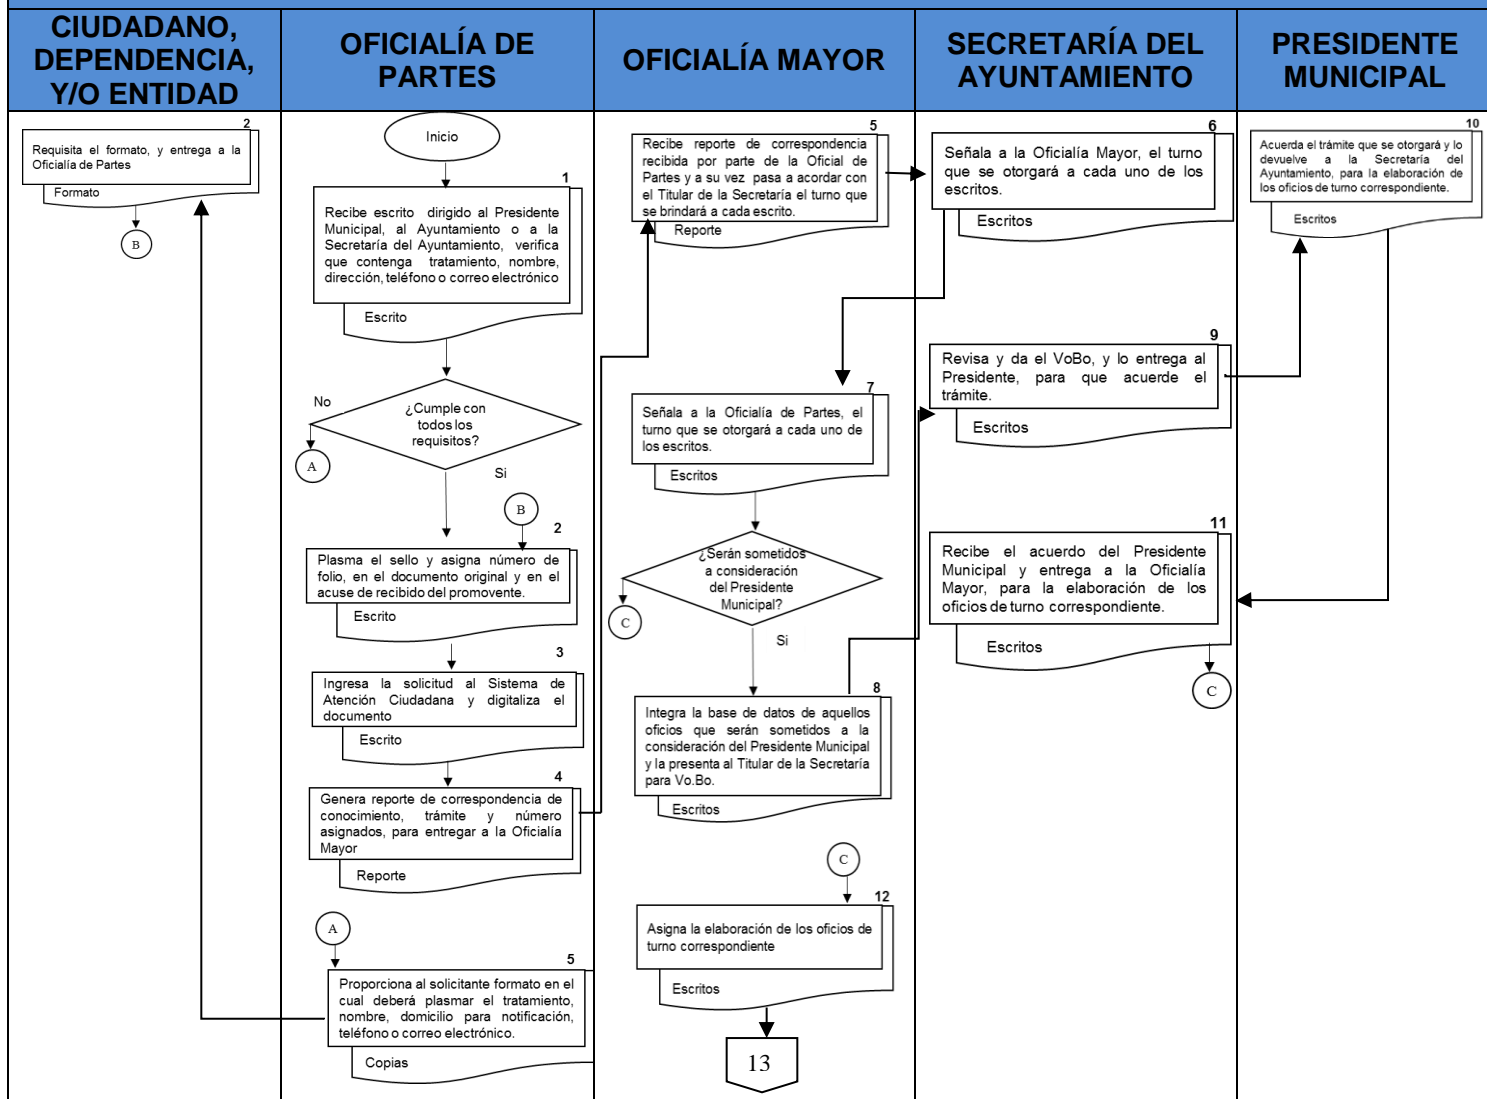 CIUDADANO,
DEPENDENCIA,
Y/O ENTIDAD
OFICIALÍA DE
PARTES
OFICIALÍA MAYOR
SECRETARÍA DEL
AYUNTAMIENTO
PRESIDENTE
MUNICIPAL
2
Requisita el formato, y entrega a la
Oficialía de Partes
Formato
B
Inicio
1
Recibe escrito dirigido al Presidente
Municipal, al Ayuntamiento o a la
Secretaría del Ayuntamiento, verifica
que contenga tratamiento, nombre,
dirección, teléfono o correo electrónico
Escrito
No
¿Cumple con
todos los
requisitos?
A
Si
B
2
Plasma el sello y asigna número de
folio, en el documento original y en el
acuse de recibido del promovente.
Escrito
3
Ingresa la solicitud al Sistema de
Atención Ciudadana y digitaliza el
documento
Escrito
4
Genera reporte de correspondencia de
conocimiento, trámite y número
asignados, para entregar a la Oficialía
Mayor
Reporte
A
5
Proporciona al solicitante formato en el
cual deberá plasmar el tratamiento,
nombre, domicilio para notificación,
teléfono o correo electrónico.
Copias
5
Recibe reporte de correspondencia
recibida por parte de la Oficial de
Partes y a su vez pasa a acordar con
el Titular de la Secretaría el turno que
se brindará a cada escrito.
Reporte
7
Señala a la Oficialía de Partes, el
turno que se otorgará a cada uno de
los escritos.
Escritos
¿Serán sometidos
a consideración
del Presidente
Municipal?
C
Si
8
Integra la base de datos de aquellos
oficios que serán sometidos a la
consideración del Presidente Municipal
y la presenta al Titular de la Secretaría
para Vo.Bo.
Escritos
C
12
Asigna la elaboración de los oficios de
turno correspondiente
Escritos
13
6
Señala a la Oficialía Mayor, el turno
que se otorgará a cada uno de los
escritos.
Escritos
9
Revisa y da el VoBo, y lo entrega al
Presidente, para que acuerde el
trámite.
Escritos
11
Recibe el acuerdo del Presidente
Municipal y entrega a la Oficialía
Mayor, para la elaboración de los
oficios de turno correspondiente.
Escritos
C
10
Acuerda el trámite que se otorgará y lo
devuelve a la Secretaría del
Ayuntamiento, para la elaboración de
los oficios de turno correspondiente.
Escritos